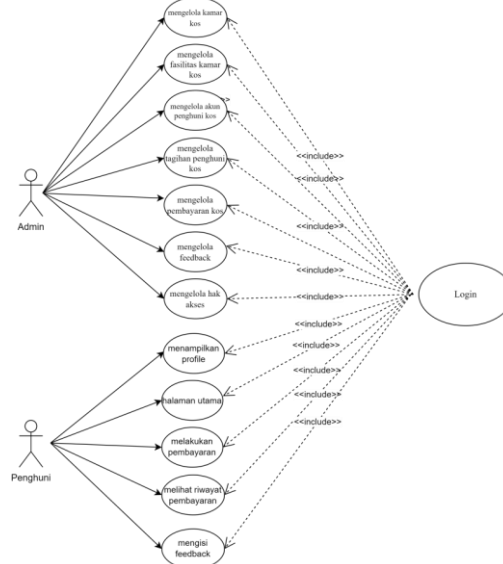 mengelola kamar
kos
mengelola
fasilitas kamar
kos
mengelola akun
penghuni kos
>>
mengelola
tagihan penghuni
kos
<<include>>
<<include>>
Admin
mengelola
pembayaran kos
<<include>>
mengelola
feedback
<<include>>
<<include>>
mengelola hak
akses
Login
<<include>>
menampilkan
profile
<<include>>
<<include>>
halaman utama
<<include>>
<<include>>
melakukan
pembayaran
Penghuni
melihat riwayat
pembayaran
mengisi
feedback